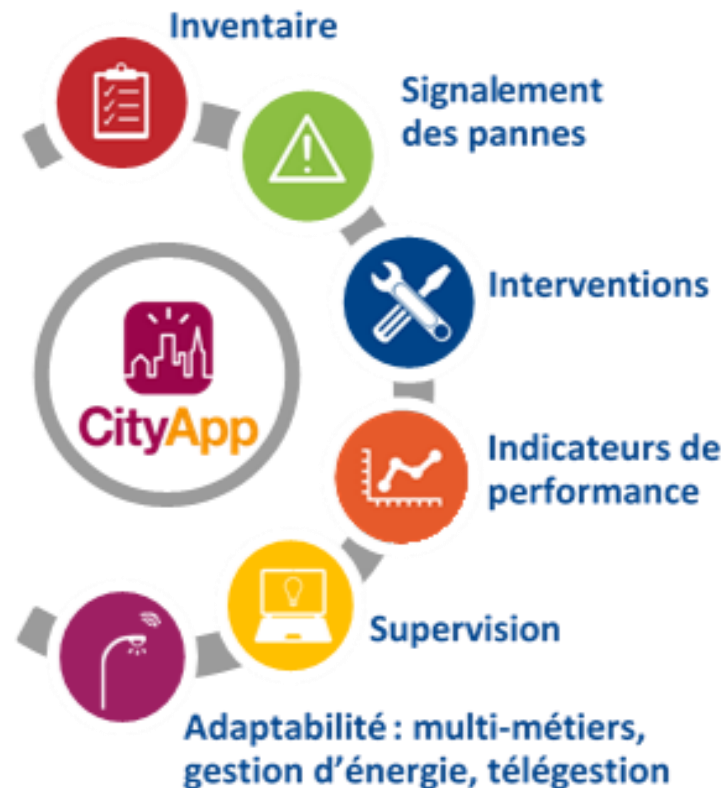 Inventaire
Signalement
des pannes
Interventions
CityApp
Indicateurs de
performance
Supervision
Adaptabilité : multi-métiers,
gestion d’énergie, télégestion